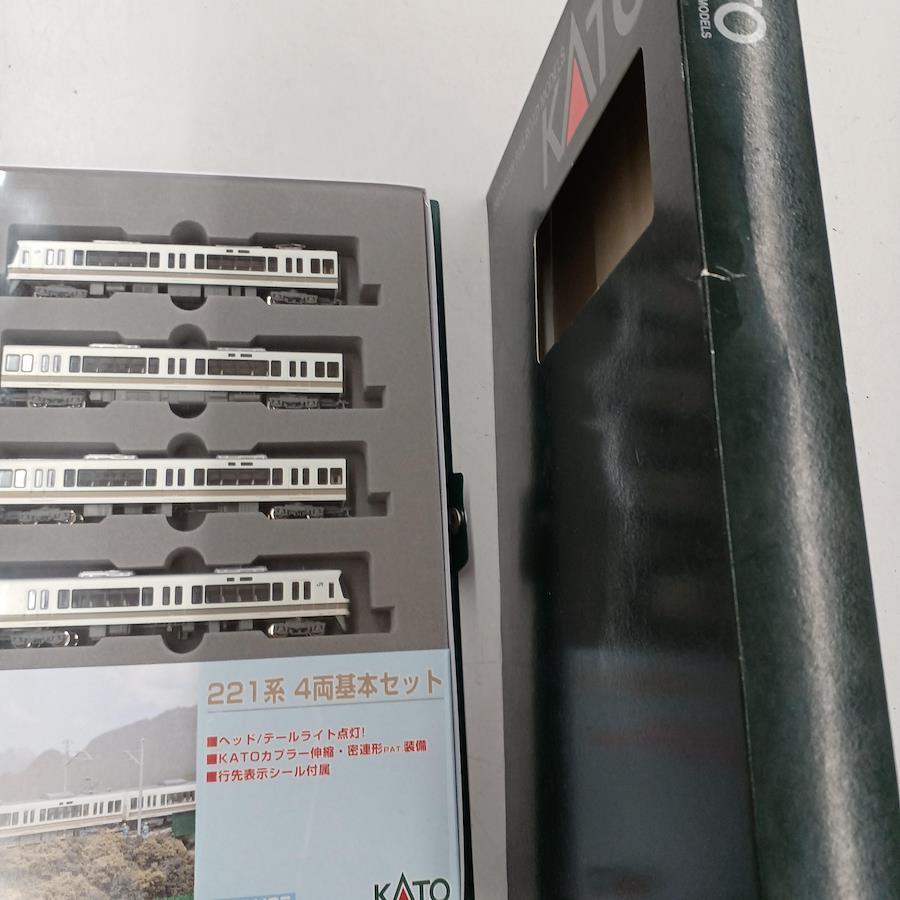 KATO
MODELS
KATO
221系 4両基本セット
■ヘッド/テールライト点灯!
■KATOカプラー伸縮・密連形PAT.装備
■行先表示シール付属
KATO